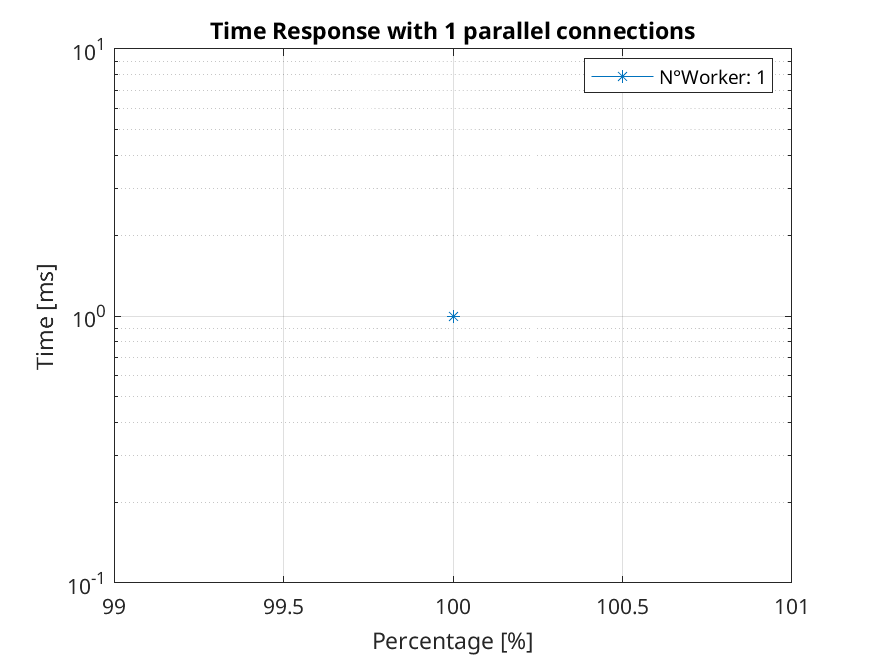 Time Response with 1 parallel connections
10^1
N°Worker: 1
Time [ms]
10^0
10^-1
99 99.5 100 100.5 101
Percentage [%]